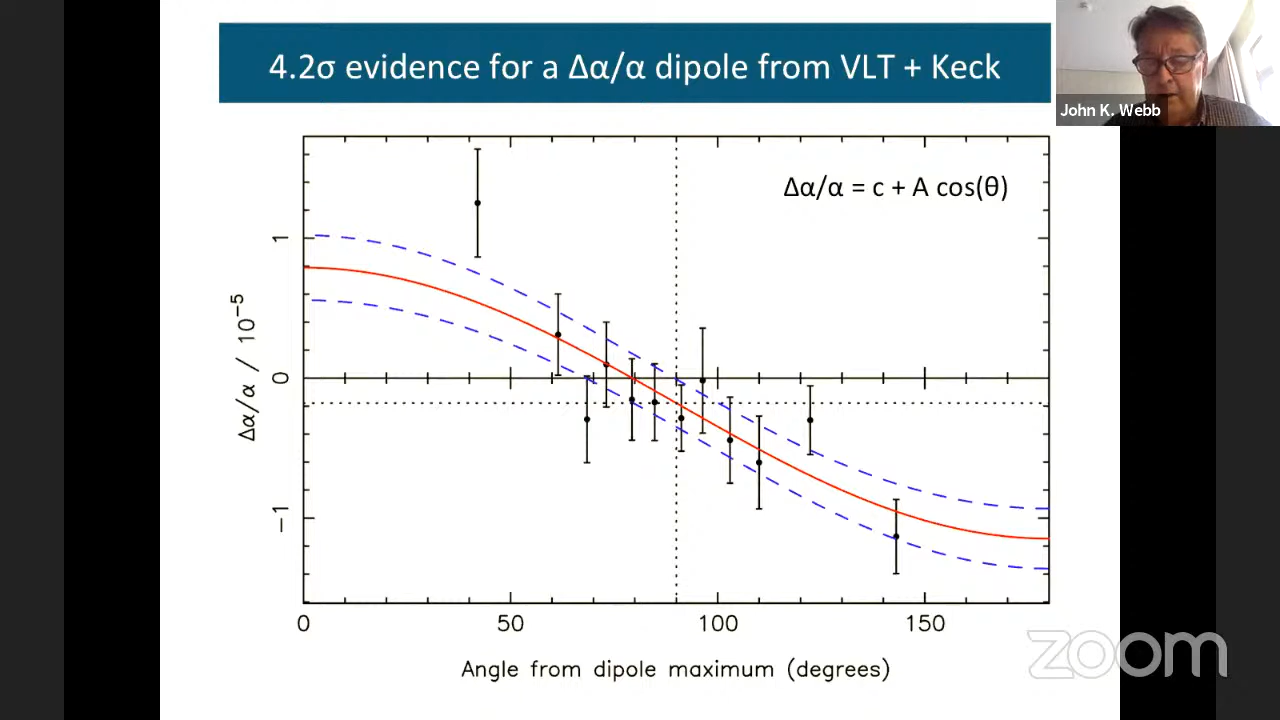 4.2σ evidence for a Δα/α dipole from VLT + Keck
John K. Webb
Δα/α = c + A cos(θ)
Δα/α / 10⁻⁵
1
0
−1
0 50 100 150
Angle from dipole maximum (degrees)
zoom